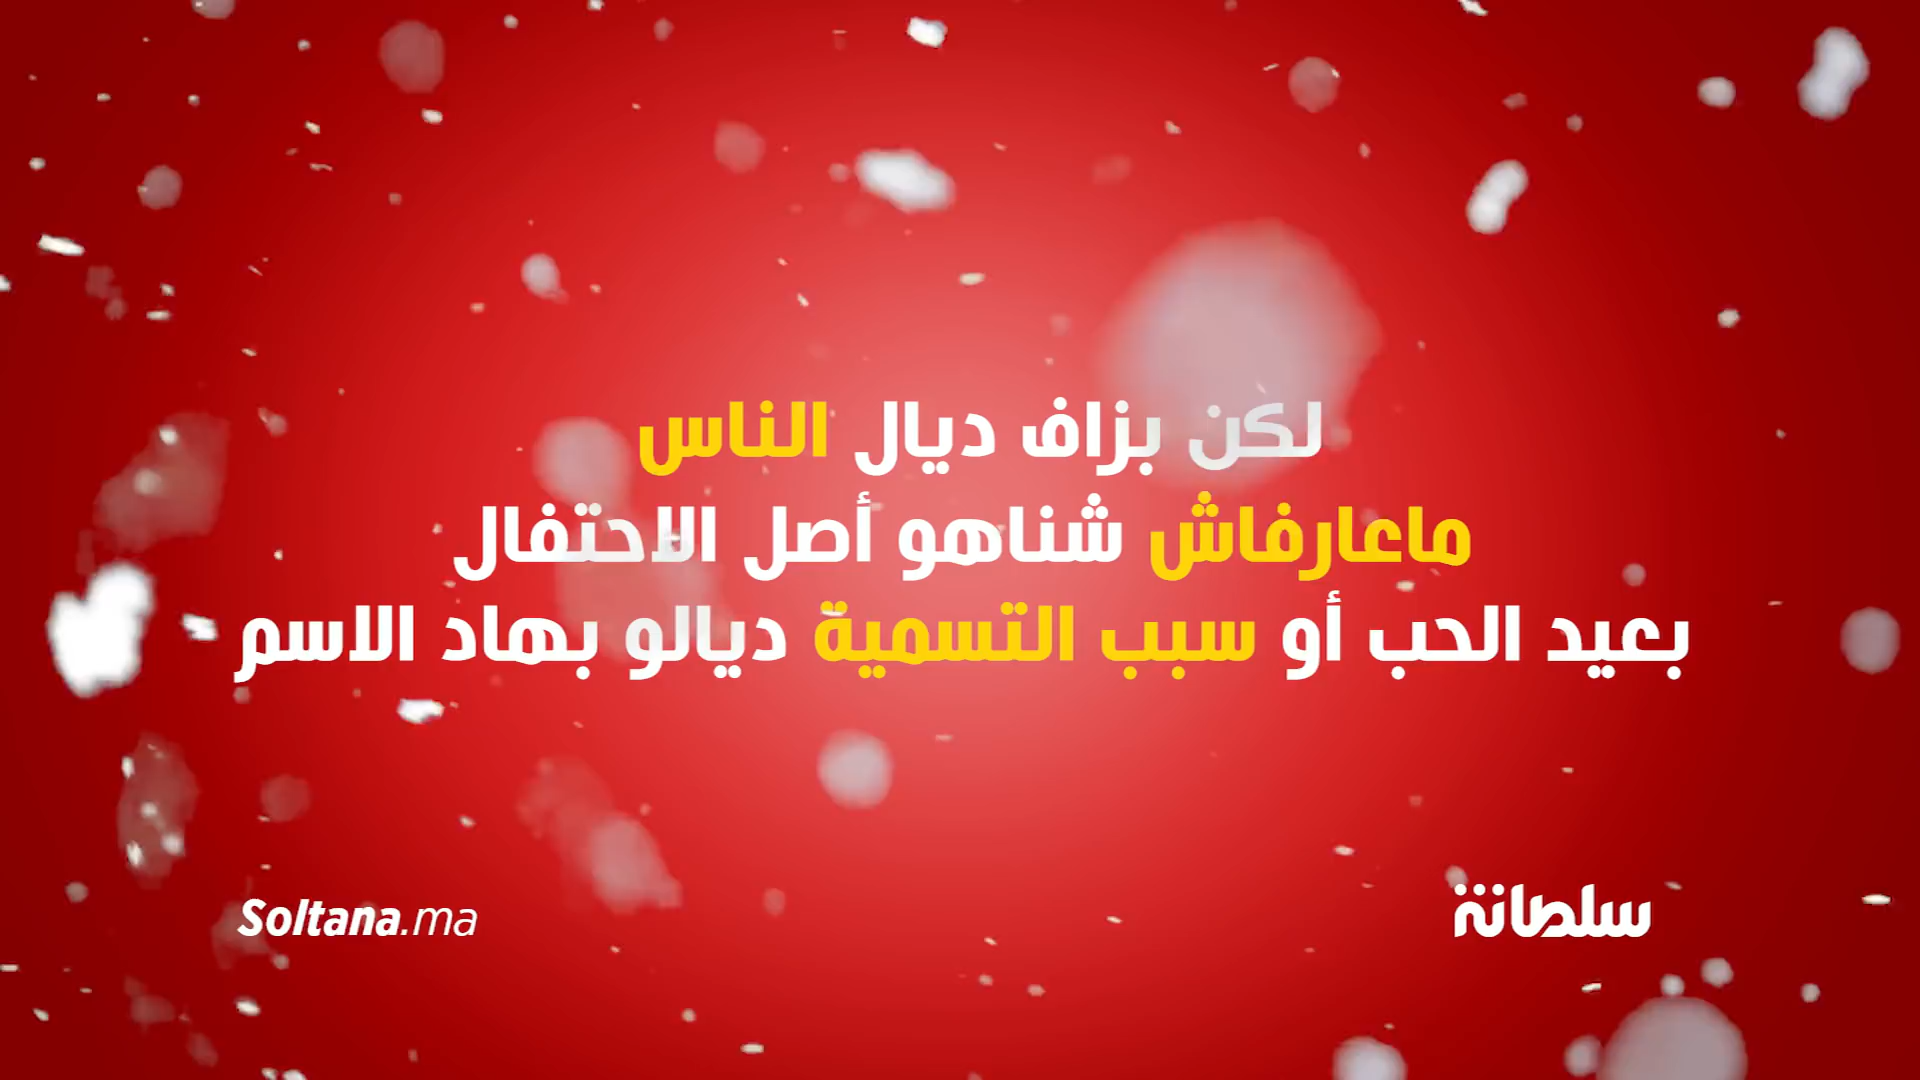 لكن بزاف ديال الناس
ماعارفاش شناهو أصل الاحتفال
بعيد الحب أو سبب التسمية ديالو بهاد الاسم
سلطانة
Soltana.ma